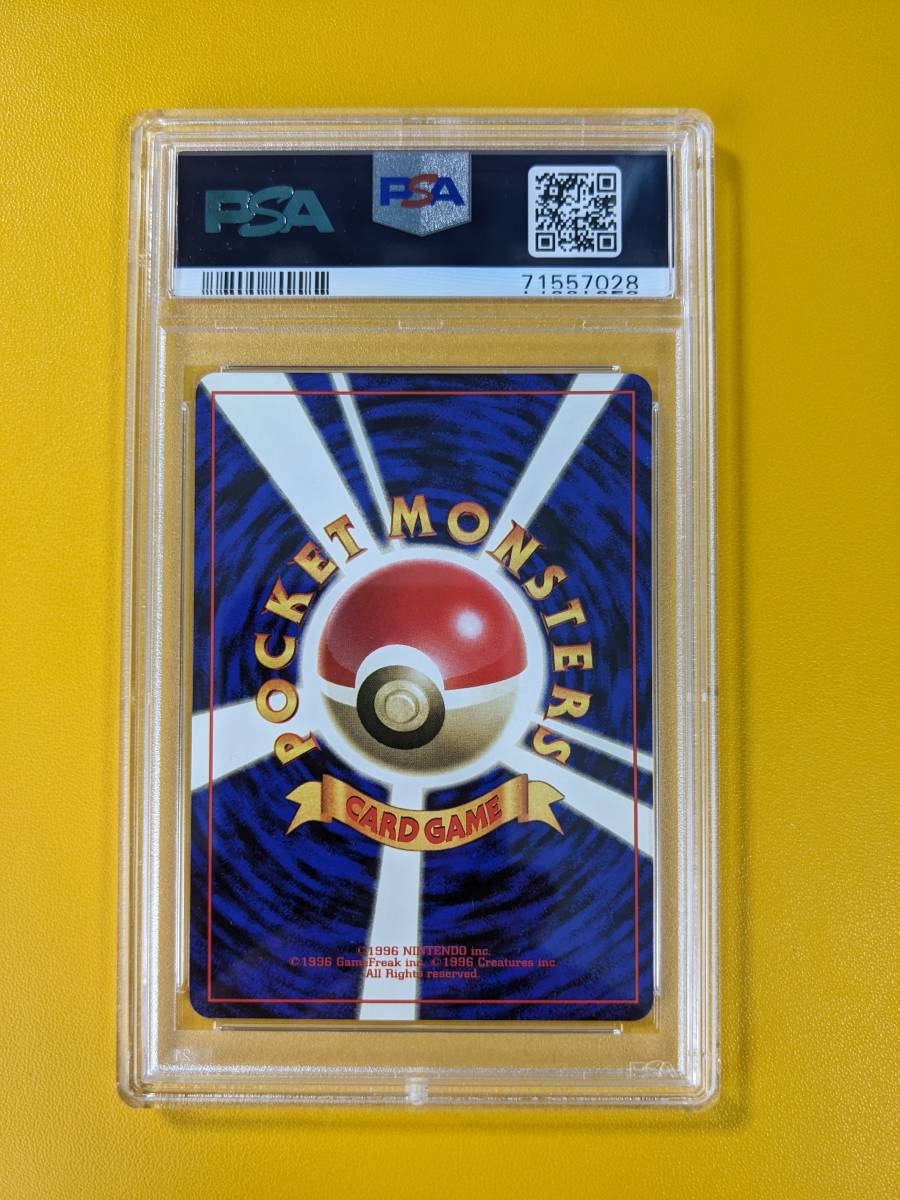 PSA
PSA
71557028
POCKET MONSTERS
CARD GAME
©1996 NINTENDO inc.
©1996 GameFreak inc. ©1996 Creatures inc.
All Rights reserved.
PSA